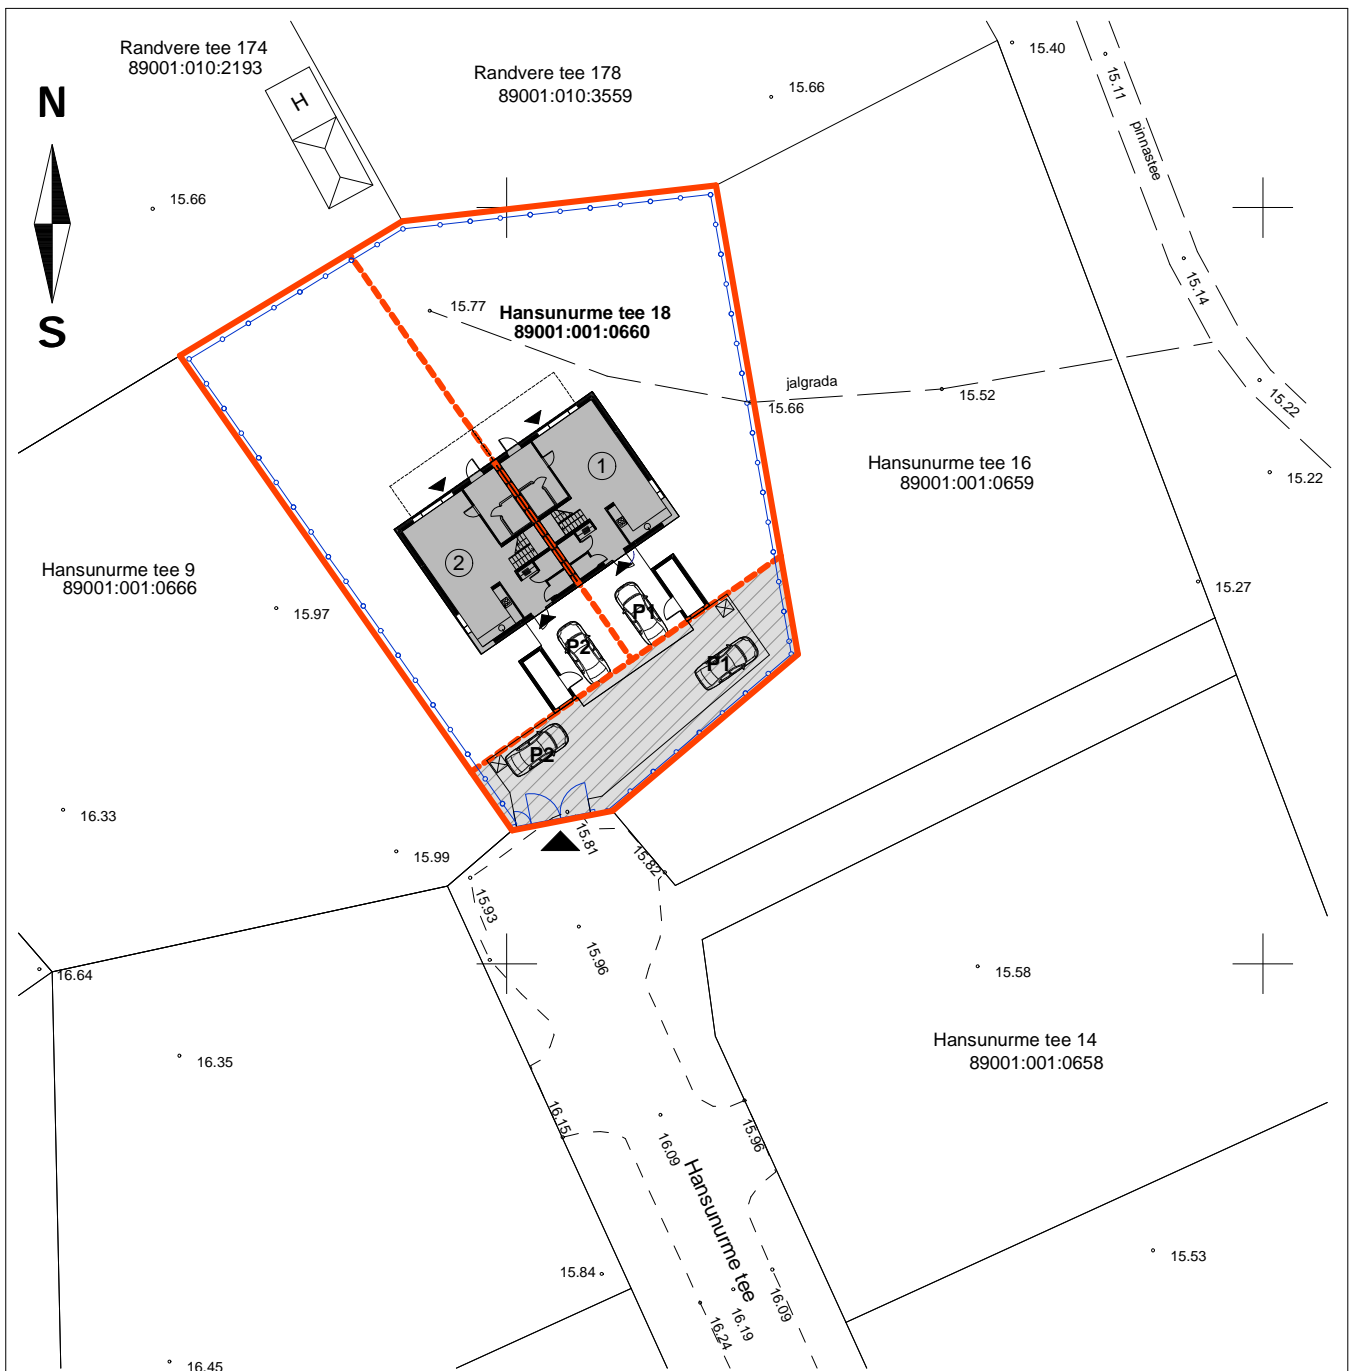 Randvere tee 174
89001:010:2193
Randvere tee 178
89001:010:3559
15.40
15.11
pinnastee
15.66
N
H
15.66
S
15.14
15.77
Hansunurme tee 18
89001:001:0660
jalgrada
15.66
15.52
15.22
15.22
Hansunurme tee 16
89001:001:0659
1
2
Hansunurme tee 9
89001:001:0666
15.97
15.27
P1
P2
P1
P2
16.33
15.99
15.81
15.82
15.93
15.96
16.64
15.58
Hansunurme tee 14
89001:001:0658
16.35
16.15
16.09
15.96
Hansunurme tee
15.84
15.53
16.09
16.19
16.24
16.45